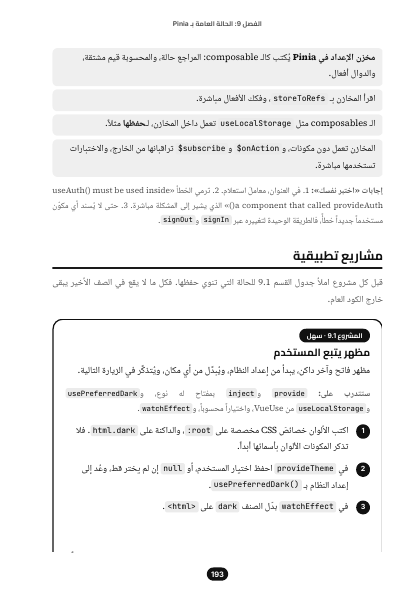 الفصل 9: الحالة العامة بـ Pinia
مخزن الإعداد في Pinia يُكتب كالـ composable: المراجع حالة، والمحسوبة قيم مشتقة،
والدوال أفعال.
اقرأ المخازن بـ storeToRefs، وفكك الأفعال مباشرة.
الـ composables مثل useLocalStorage تعمل داخل المخازن، لـحفظها مثلاً.
المخازن تعمل دون مكونات، و $onAction و $subscribe تراقبانها من الخارج، والاختبارات
تستخدمها مباشرة.
إجابات «اختبر نفسك»: 1. في العنوان، معاملَ استعلام. 2. ترمي الخطأ «useAuth() must be used inside
a component that called provideAuth()» الذي يشير إلى المشكلة مباشرة. 3. حتى لا يُسند أي مكوّن
مستخدماً جديداً خطأً، فالطريقة الوحيدة لتغييره عبر signIn و signOut.
مشاريع تطبيقية
قبل كل مشروع املأ جدول القسم 9.1 للحالة التي تنوي حفظها. فكل ما لا يقع في الصف الأخير يبقى
خارج الكود العام.
المشروع 9.1 · سهل
مظهر يتبع المستخدم
مظهر فاتح وآخر داكن، يبدأ من إعداد النظام، ويُبدَّل من أي مكان، ويُتذكَّر في الزيارة التالية.
ستتدرب على: provide و inject بمفتاح له نوع، و usePreferredDark
و useLocalStorage من VueUse، واختياراً محسوباً، و watchEffect.
1 اكتب الألوان خصائص CSS مخصصة على :root، والداكنة على html.dark. فلا
تذكر المكونات الألوان بأسمائها أبداً.
2 في provideTheme احفظ اختيار المستخدم، أو null إن لم يختر قط، وعُد إلى
إعداد النظام بـ usePreferredDark().
3 في watchEffect بدّل الصنف dark على <html>.
193